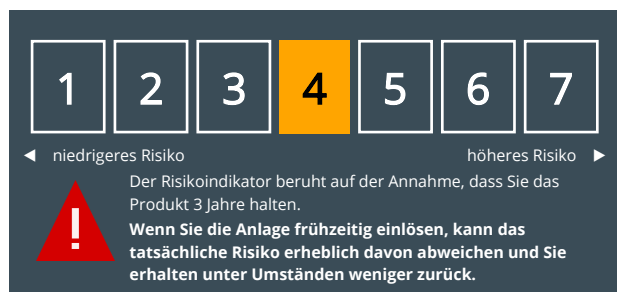 1 2 3 4 5 6 7
◀ niedrigeres Risiko höheres Risiko ▶
Der Risikoindikator beruht auf der Annahme, dass Sie das
Produkt 3 Jahre halten.
Wenn Sie die Anlage frühzeitig einlösen, kann das
tatsächliche Risiko erheblich davon abweichen und Sie
erhalten unter Umständen weniger zurück.
!